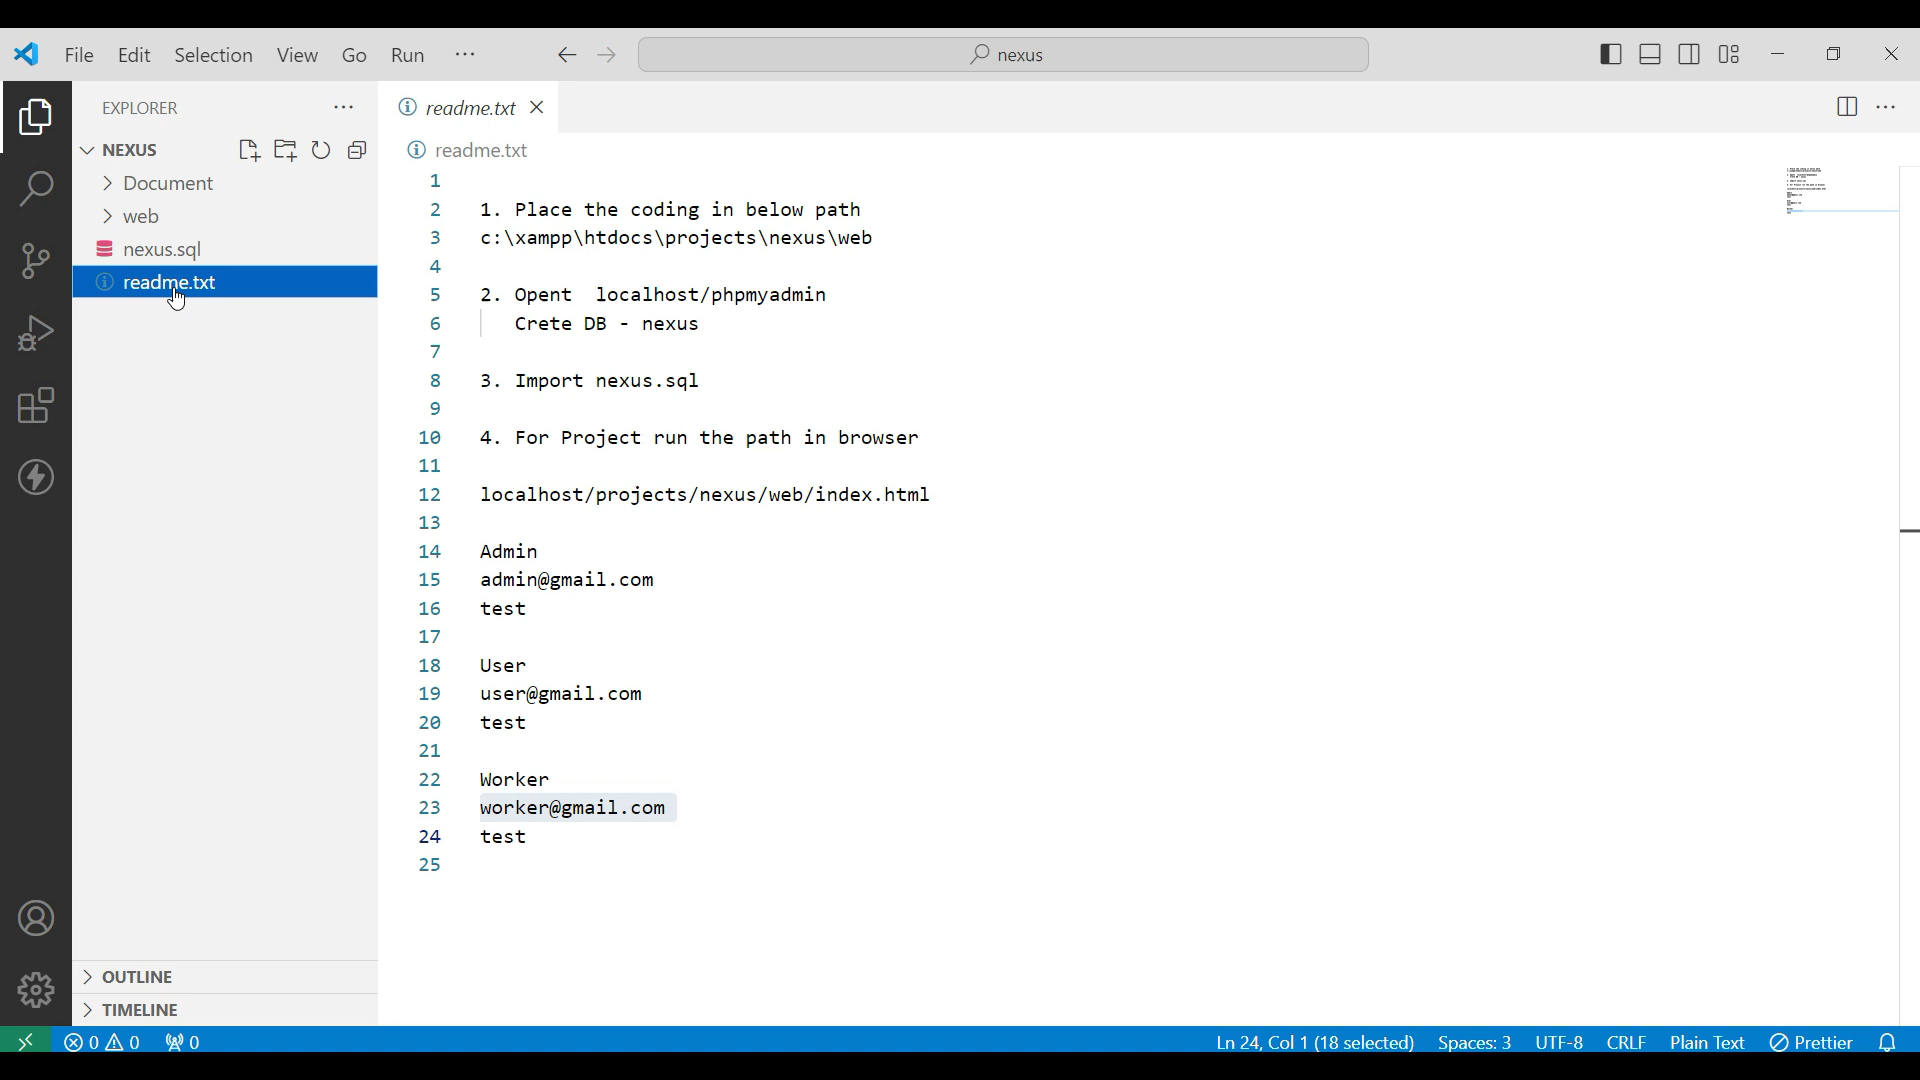 File Edit Selection View Go Run ··· nexus
EXPLORER ···
readme.txt
NEXUS
Document
web
nexus.sql
readme.txt
readme.txt
1
2 1. Place the coding in below path
3 c:\xampp\htdocs\projects\nexus\web
4
5 2. Opent  localhost/phpmyadmin
6    Crete DB - nexus
7
8 3. Import nexus.sql
9
10 4. For Project run the path in browser
11
12 localhost/projects/nexus/web/index.html
13
14 Admin
15 admin@gmail.com
16 test
17
18 User
19 user@gmail.com
20 test
21
22 Worker
23 worker@gmail.com
24 test
25
OUTLINE
TIMELINE
0 0 0 Ln 24, Col 1 (18 selected) Spaces: 3 UTF-8 CRLF Plain Text Prettier